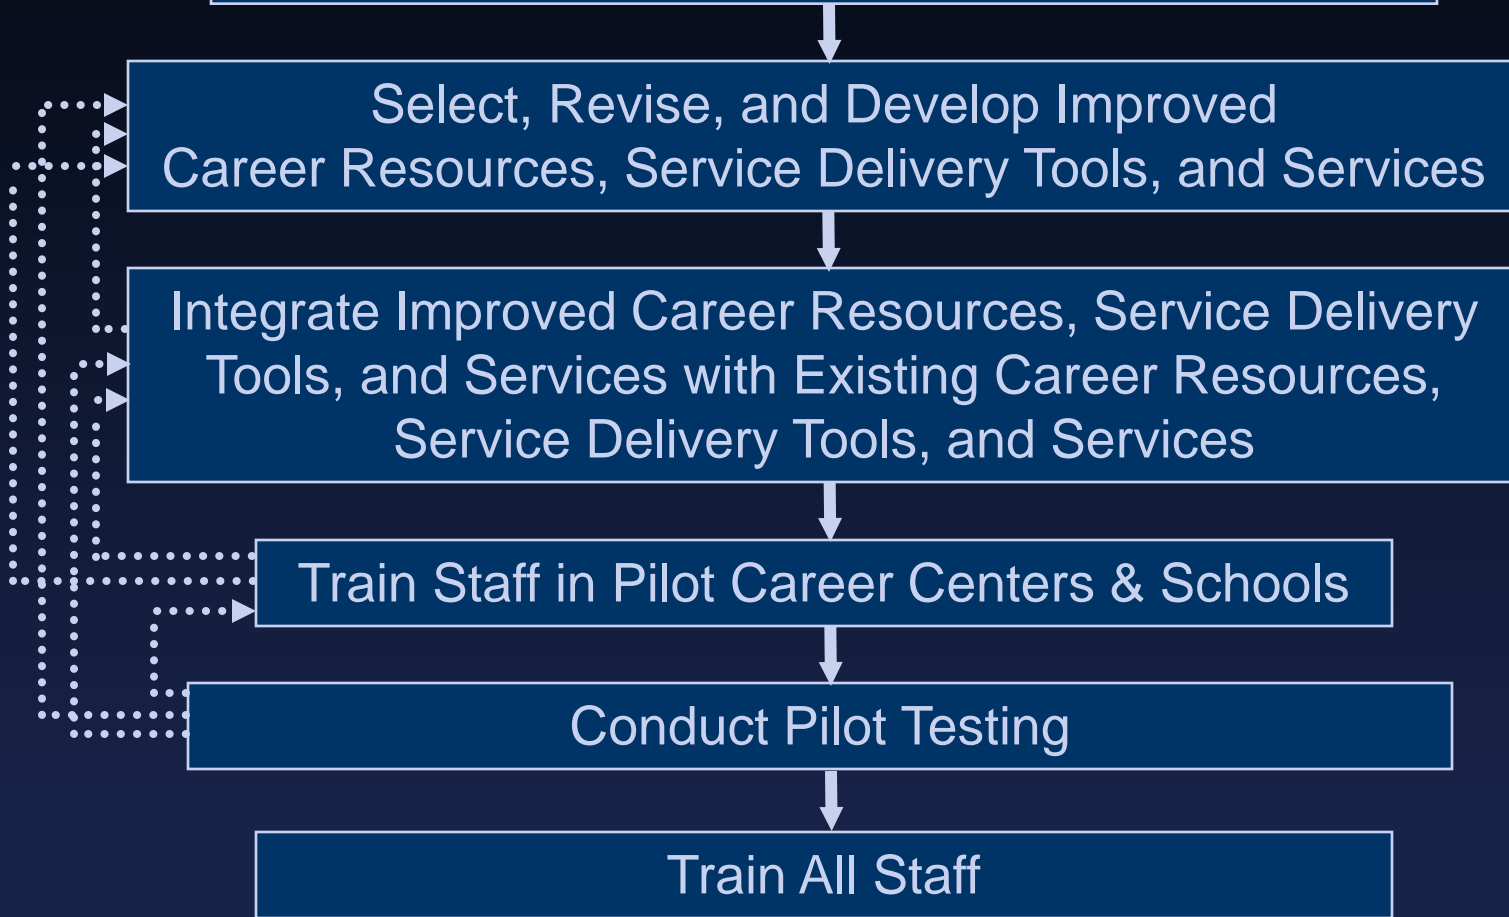 Select, Revise, and Develop Improved
Career Resources, Service Delivery Tools, and Services
Integrate Improved Career Resources, Service Delivery
Tools, and Services with Existing Career Resources,
Service Delivery Tools, and Services
Train Staff in Pilot Career Centers & Schools
Conduct Pilot Testing
Train All Staff